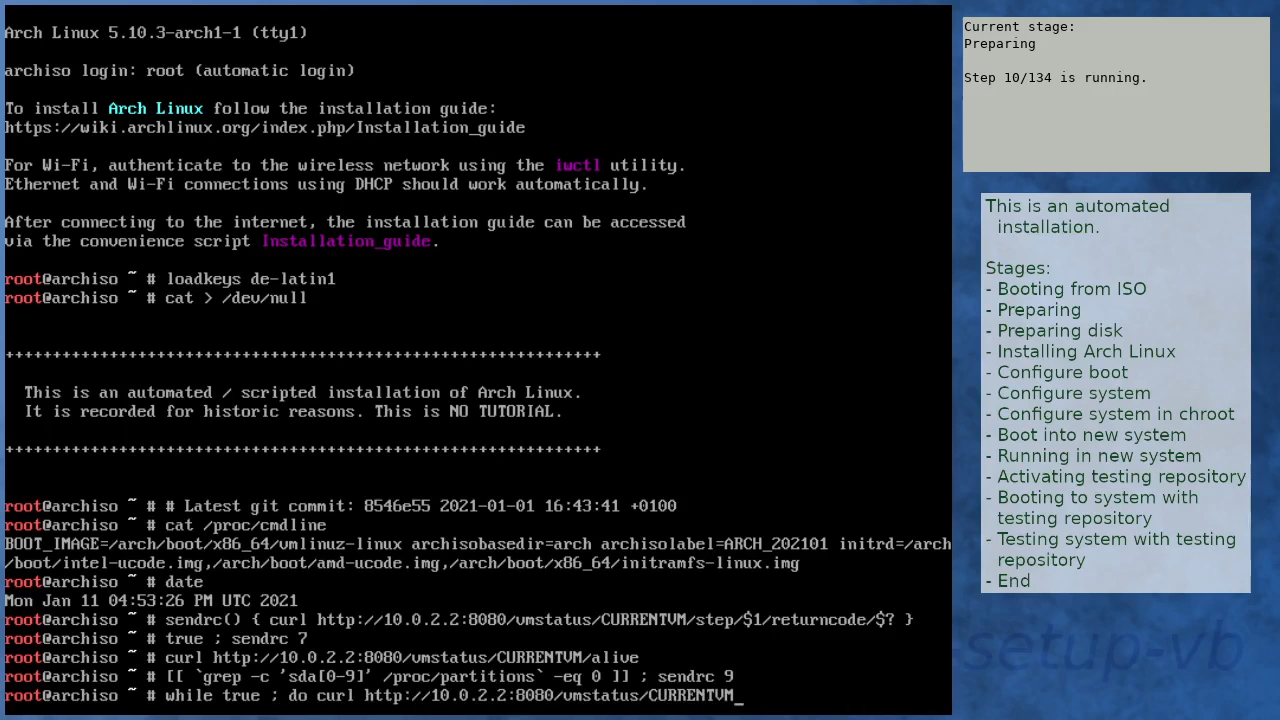 Arch Linux 5.10.3-arch1-1 (tty1)
archiso login: root (automatic login)
To install Arch Linux follow the installation guide:
https://wiki.archlinux.org/index.php/Installation_guide
For Wi-Fi, authenticate to the wireless network using the iwctl utility.
Ethernet and Wi-Fi connections using DHCP should work automatically.
After connecting to the internet, the installation guide can be accessed
via the convenience script Installation_guide.
root@archiso ~ # loadkeys de-latin1
root@archiso ~ # cat > /dev/null
+++++++++++++++++++++++++++++++++++++++++++++++++++++++++++++++
This is an automated / scripted installation of Arch Linux.
It is recorded for historic reasons. This is NO TUTORIAL.
+++++++++++++++++++++++++++++++++++++++++++++++++++++++++++++++
root@archiso ~ # # Latest git commit: 8546e55 2021-01-01 16:43:41 +0100
root@archiso ~ # cat /proc/cmdline
BOOT_IMAGE=/arch/boot/x86_64/vmlinuz-linux archisobasedir=arch archisolabel=ARCH_202101 initrd=/arch
/boot/intel-ucode.img,/arch/boot/amd-ucode.img,/arch/boot/x86_64/initramfs-linux.img
root@archiso ~ # date
Mon Jan 11 04:53:26 PM UTC 2021
root@archiso ~ # sendrc() { curl http://10.0.2.2:8080/vmstatus/CURRENTVM/step/$1/returncode/$? }
root@archiso ~ # true ; sendrc 7
root@archiso ~ # curl http://10.0.2.2:8080/vmstatus/CURRENTVM/alive
root@archiso ~ # [[ `grep -c 'sda[0-9]' /proc/partitions` -eq 0 ]] ; sendrc 9
root@archiso ~ # while true ; do curl http://10.0.2.2:8080/vmstatus/CURRENTVM_
Current stage:
Preparing
Step 10/134 is running.
This is an automated
installation.
Stages:
- Booting from ISO
- Preparing
- Preparing disk
- Installing Arch Linux
- Configure boot
- Configure system
- Configure system in chroot
- Boot into new system
- Running in new system
- Activating testing repository
- Booting to system with
testing repository
- Testing system with testing
repository
- End
-setup-vb